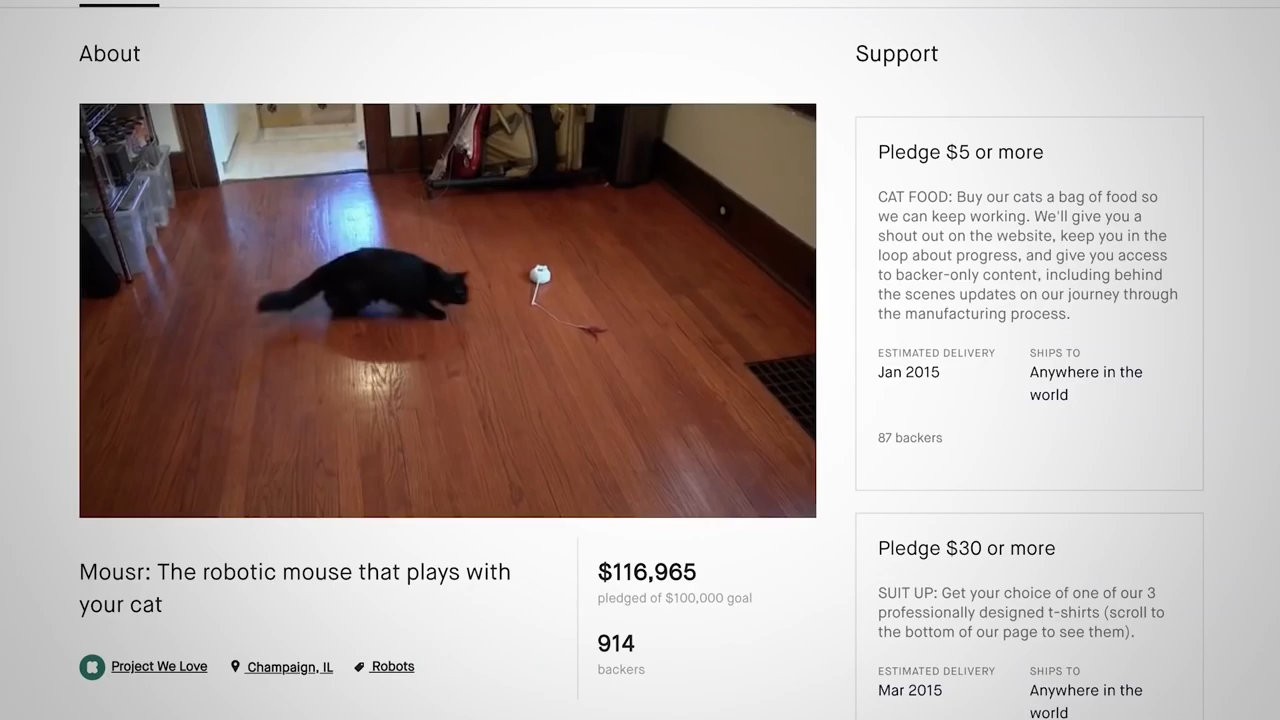 About
Mousr: The robotic mouse that plays with
your cat
Project We Love
Champaign, IL
Robots
$116,965
pledged of $100,000 goal
914
backers
Support
Pledge $5 or more
CAT FOOD: Buy our cats a bag of food so
we can keep working. We'll give you a
shout out on the website, keep you in the
loop about progress, and give you access
to backer-only content, including behind
the scenes updates on our journey through
the manufacturing process.
ESTIMATED DELIVERY
Jan 2015
SHIPS TO
Anywhere in the
world
87 backers
Pledge $30 or more
SUIT UP: Get your choice of one of our 3
professionally designed t-shirts (scroll to
the bottom of our page to see them).
ESTIMATED DELIVERY
Mar 2015
SHIPS TO
Anywhere in the
world